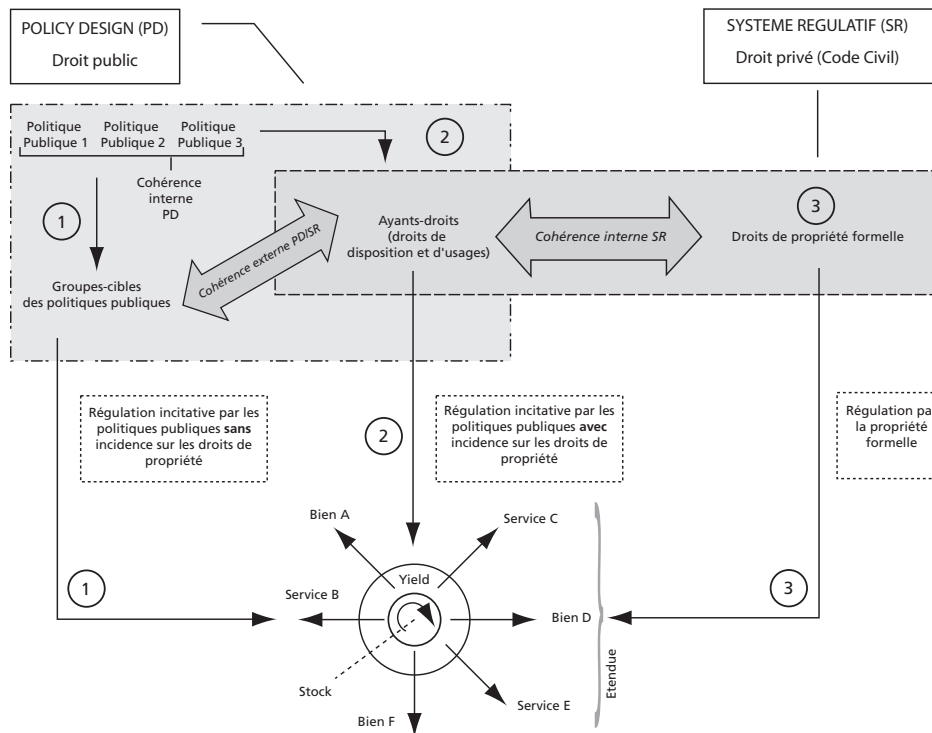 POLICY DESIGN (PD)
Droit public
SYSTEME REGULATIF (SR)
Droit privé (Code Civil)
Politique
Publique 1
Politique
Publique 2
Politique
Publique 3
2
Cohérence
interne
PD
1
3
Ayants-droits
(droits de
disposition et d'usages)
Cohérence interne SR
Droits de propriété formelle
Cohérence externe PD/SR
Groupes-cibles
des politiques publiques
Régulation incitative par les
politiques publiques sans
incidence sur les droits de
propriété
2
Régulation incitative par les
politiques publiques avec
incidence sur les droits de
propriété
Régulation pa
la propriété
formelle
Bien A
Service C
Yield
1
3
Service B
Bien D
Etendue
Stock
Service E
Bien F